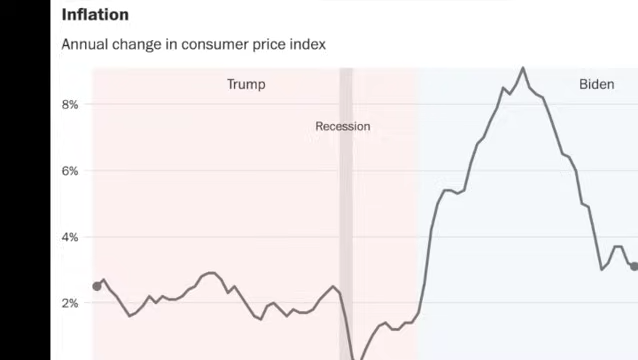 Inflation
Annual change in consumer price index
Trump
Biden
8%
Recession
6%
4%
2%